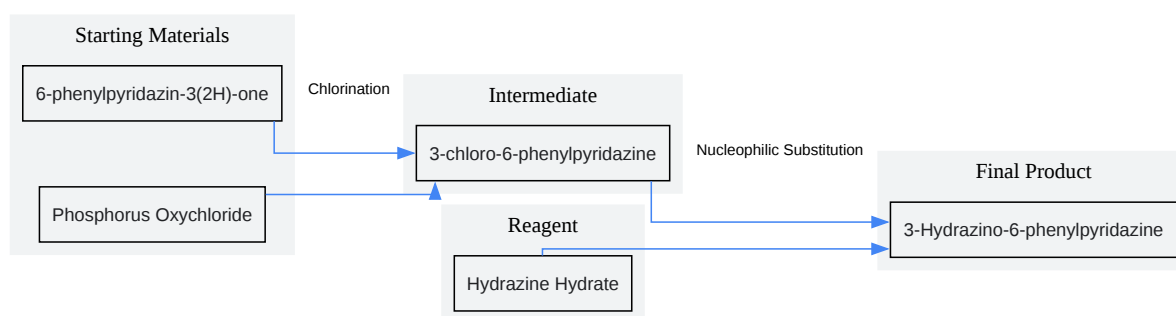 Starting Materials
6-phenylpyridazin-3(2H)-one
Phosphorus Oxychloride
Chlorination
Intermediate
3-chloro-6-phenylpyridazine
Reagent
Hydrazine Hydrate
Nucleophilic Substitution
Final Product
3-Hydrazino-6-phenylpyridazine